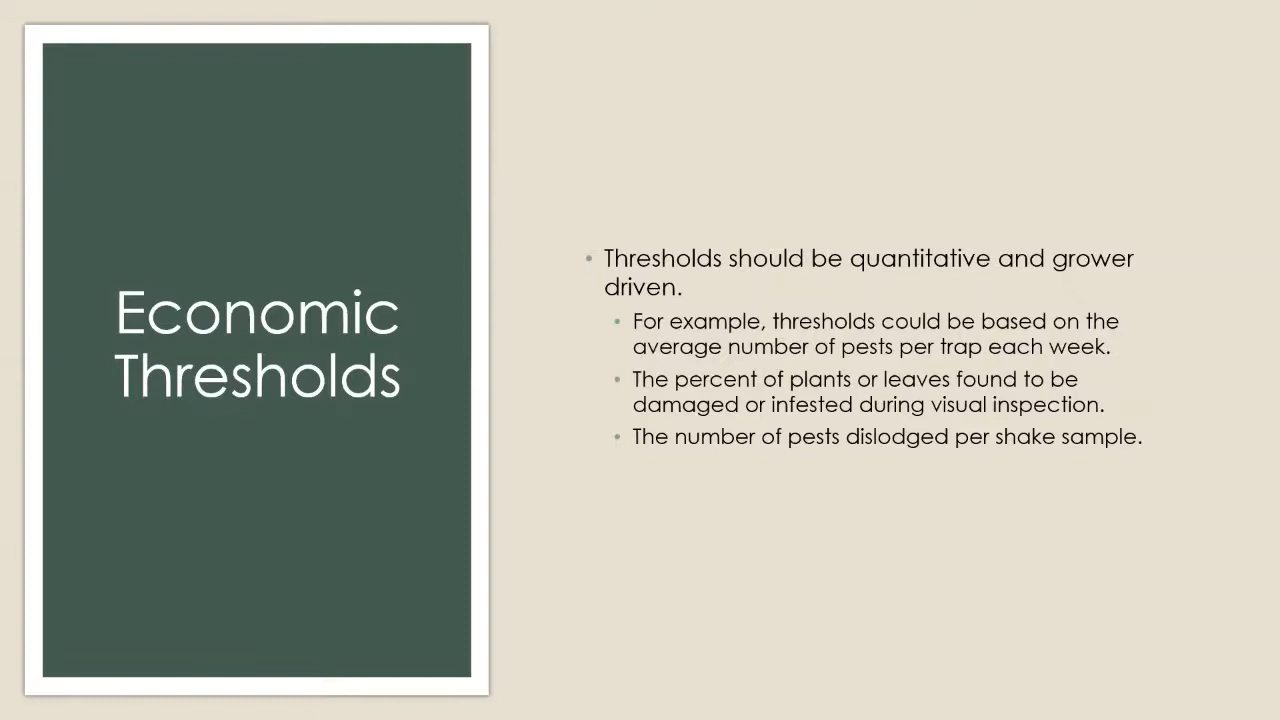 Economic
Thresholds
• Thresholds should be quantitative and grower
driven.
• For example, thresholds could be based on the
average number of pests per trap each week.
• The percent of plants or leaves found to be
damaged or infested during visual inspection.
• The number of pests dislodged per shake sample.